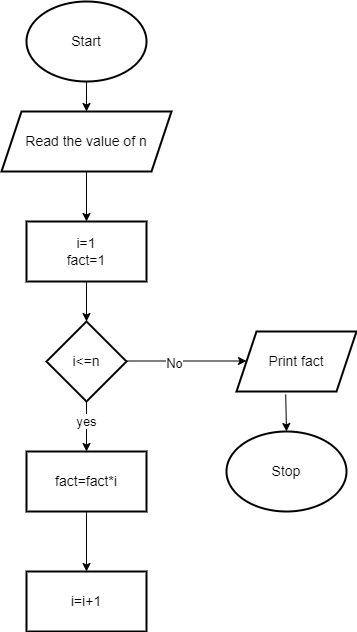 Start
Read the value of n
i=1
fact=1
i<=n
No
Print fact
yes
Stop
fact=fact*i
i=i+1